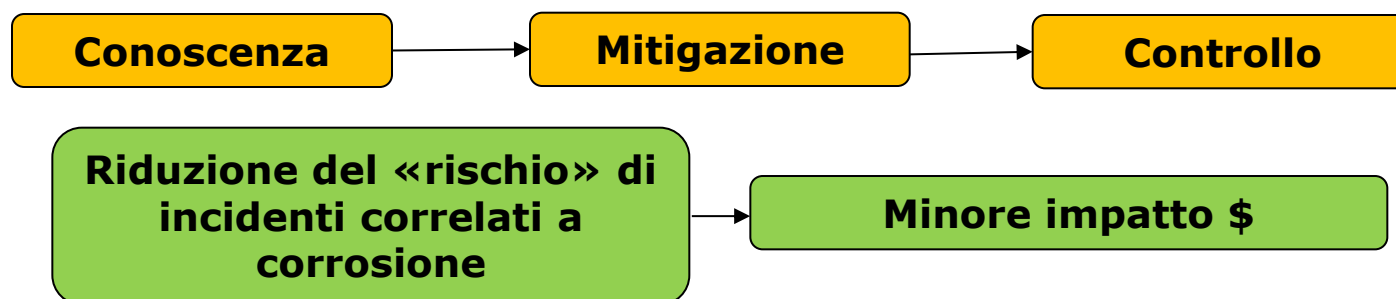 Conoscenza
Mitigazione
Controllo
Riduzione del «rischio» di
incidenti correlati a
corrosione
Minore impatto $